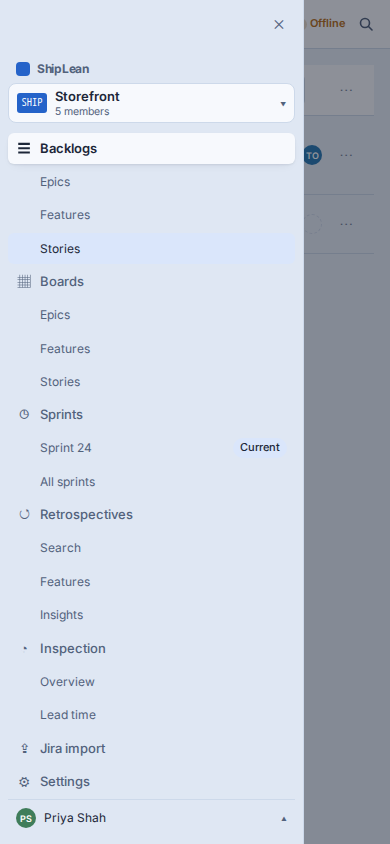 Offline
ShipLean
SHIP
Storefront
5 members
Backlogs
Epics
Features
Stories
Boards
Epics
Features
Stories
Sprints
Sprint 24
Current
All sprints
Retrospectives
Search
Features
Insights
Inspection
Overview
Lead time
Jira import
Settings
PS
Priya Shah
TO